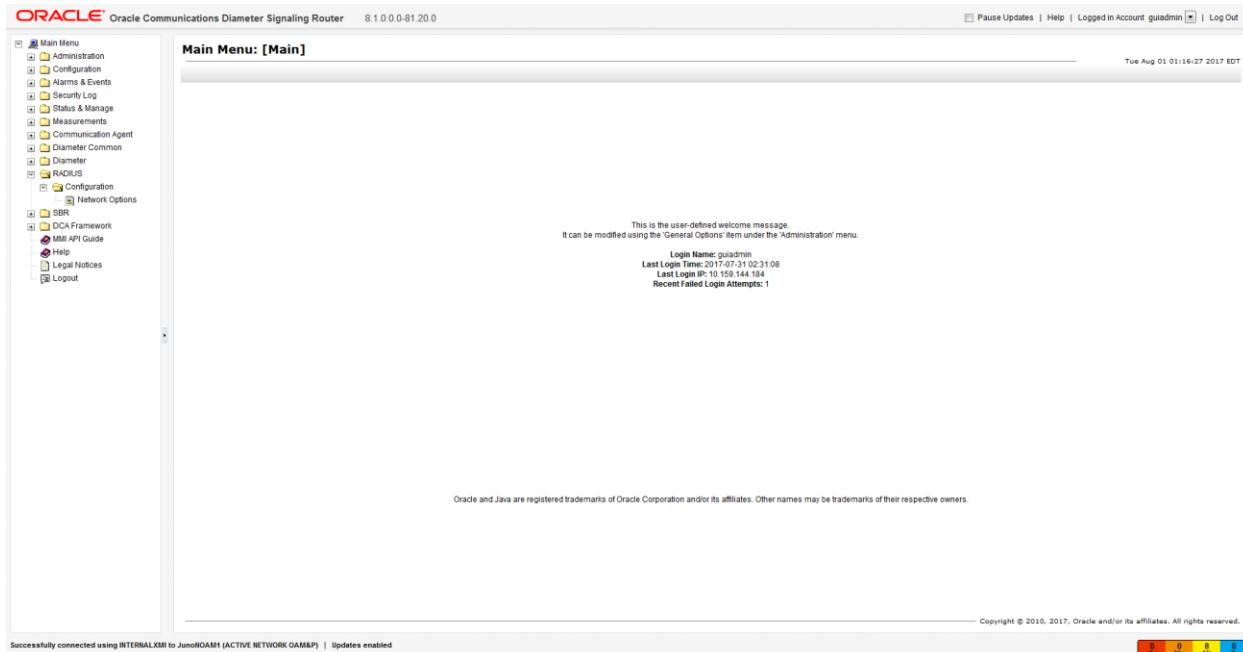 ORACLE® Oracle Communications Diameter Signaling Router 8.1.0.0.0-81.20.0
Pause Updates | Help | Logged in Account guiadmin | Log Out
Main Menu
Administration
Configuration
Alarms & Events
Security Log
Status & Manage
Measurements
Communication Agent
Diameter Common
Diameter
RADIUS
Configuration
Network Options
SBR
DCA Framework
MMI API Guide
Help
Legal Notices
Logout
Main Menu: [Main]
Tue Aug 01 01:16:27 2017 EDT
This is the user-defined welcome message.
It can be modified using the 'General Options' item under the 'Administration' menu.
Login Name: guiadmin
Last Login Time: 2017-07-31 02:31:08
Last Login IP: 10.159.144.184
Recent Failed Login Attempts: 1
Oracle and Java are registered trademarks of Oracle Corporation and/or its affiliates. Other names may be trademarks of their respective owners.
Copyright © 2010, 2017, Oracle and/or its affiliates. All rights reserved.
Successfully connected using INTERNALXMI to JunoNOAM1 (ACTIVE NETWORK OAM&P) | Updates enabled
0 0 8 0